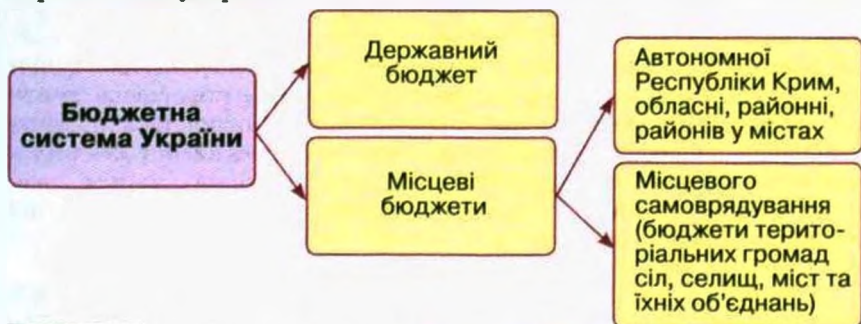 Бюджетна
система України
Державний
бюджет
Місцеві
бюджети
Автономної
Республіки Крим,
обласні, районні,
районів у містах
Місцевого
самоврядування
(бюджети терито-
ріальних громад
сіл, селищ, міст та
їхніх об'єднань)